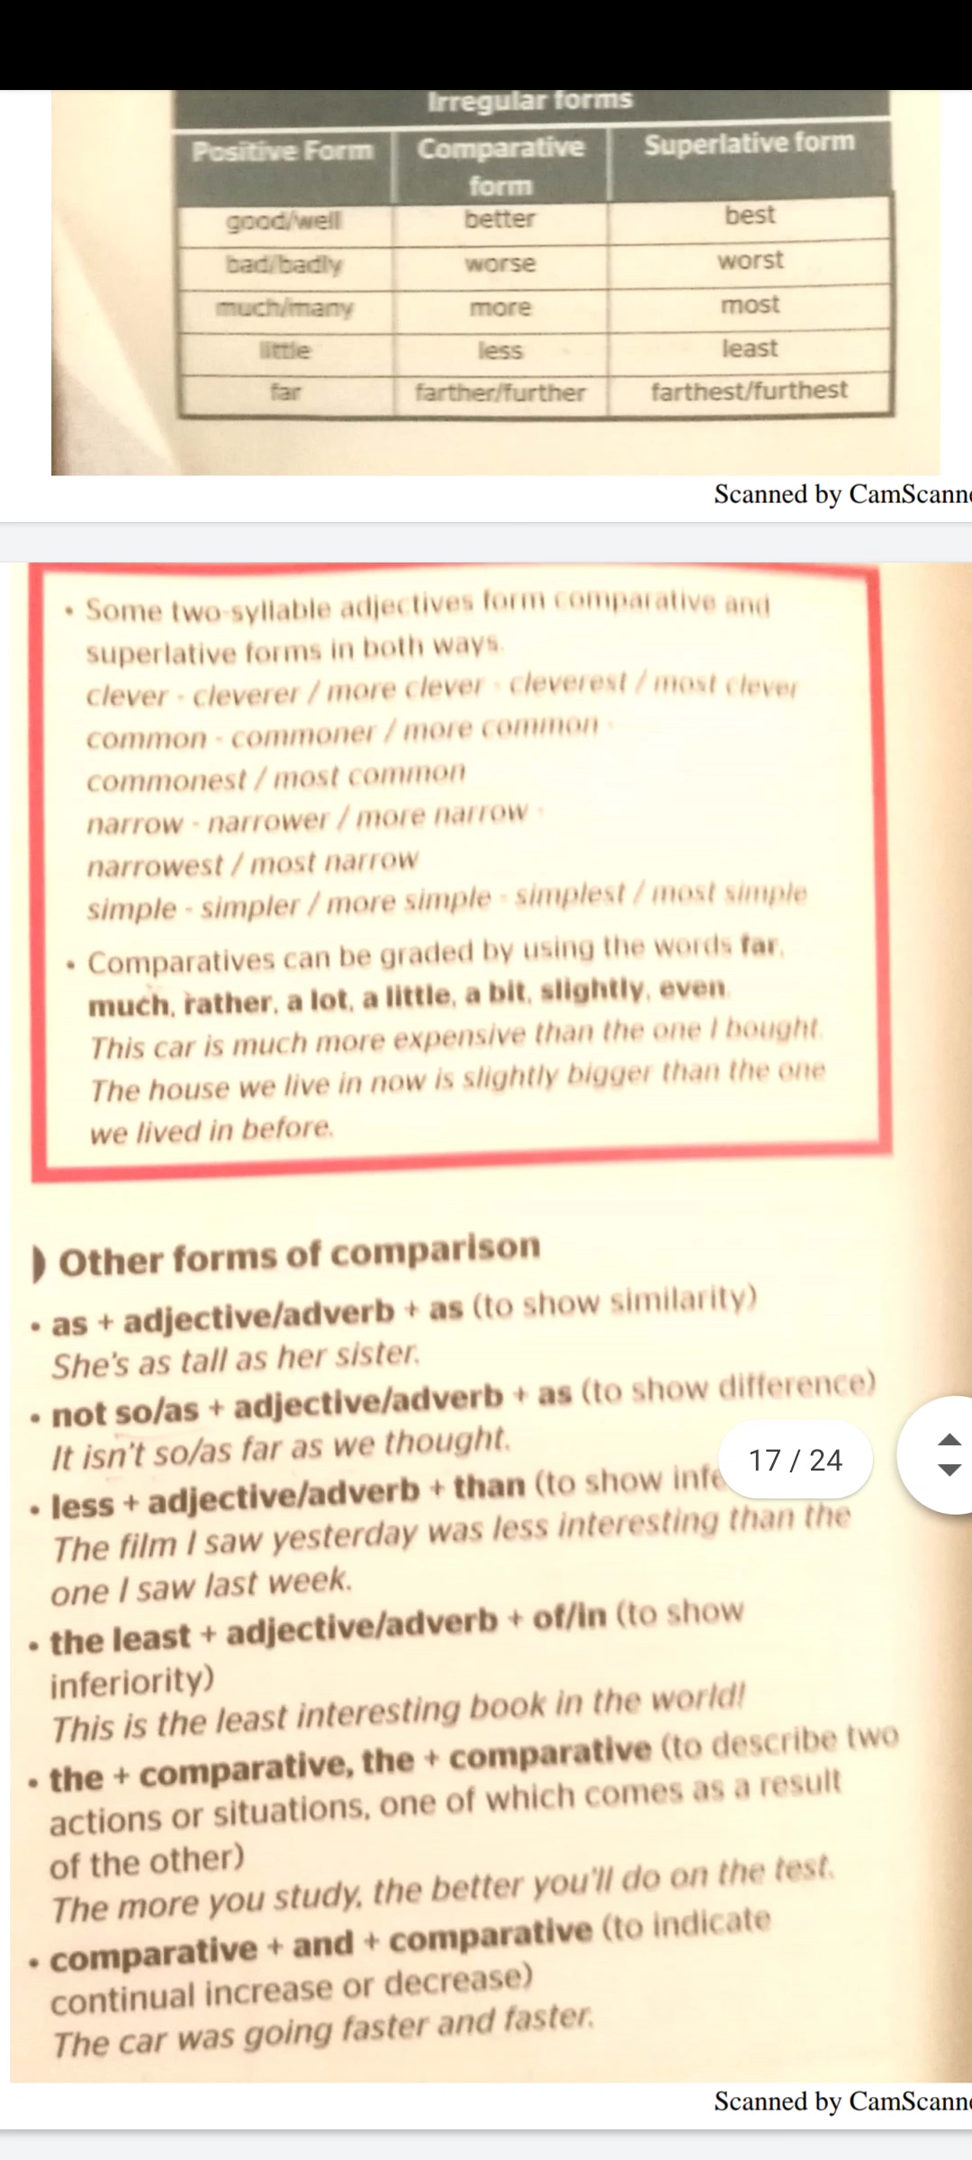 Irregular forms
Positive Form Comparative form Superlative form
good/well better best
bad/badly worse worst
much/many more most
little less least
far farther/further farthest/furthest
Scanned by CamScann
• Some two-syllable adjectives form comparative and
superlative forms in both ways.
clever - cleverer / more clever - cleverest / most clever
common - commoner / more common -
commonest / most common
narrow - narrower / more narrow -
narrowest / most narrow
simple - simpler / more simple - simplest / most simple
• Comparatives can be graded by using the words far,
much, rather, a lot, a little, a bit, slightly, even.
This car is much more expensive than the one I bought.
The house we live in now is slightly bigger than the one
we lived in before.
Other forms of comparison
• as + adjective/adverb + as (to show similarity)
She's as tall as her sister.
• not so/as + adjective/adverb + as (to show difference)
It isn't so/as far as we thought.
17 / 24
• less + adjective/adverb + than (to show infe
The film I saw yesterday was less interesting than the
one I saw last week.
• the least + adjective/adverb + of/in (to show
inferiority)
This is the least interesting book in the world!
• the + comparative, the + comparative (to describe two
actions or situations, one of which comes as a result
of the other)
The more you study, the better you'll do on the test.
• comparative + and + comparative (to indicate
continual increase or decrease)
The car was going faster and faster.
Scanned by CamScann